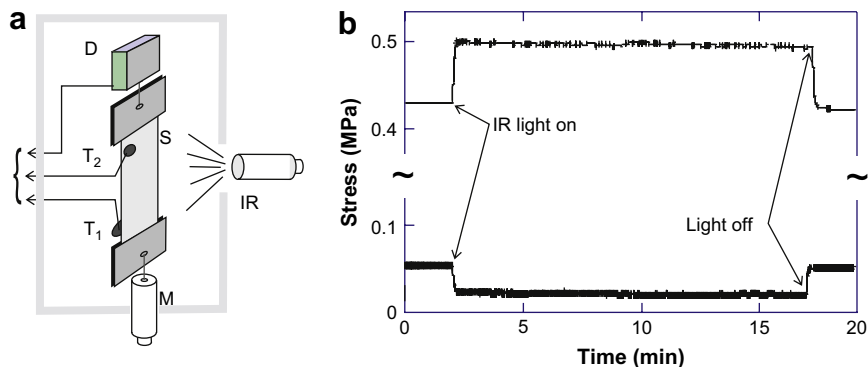 a
D
S
T2
IR
T1
M
b
Stress (MPa)
0.5
0.4
~
~
0.1
0
IR light on
Light off
0
5
10
15
20
Time (min)